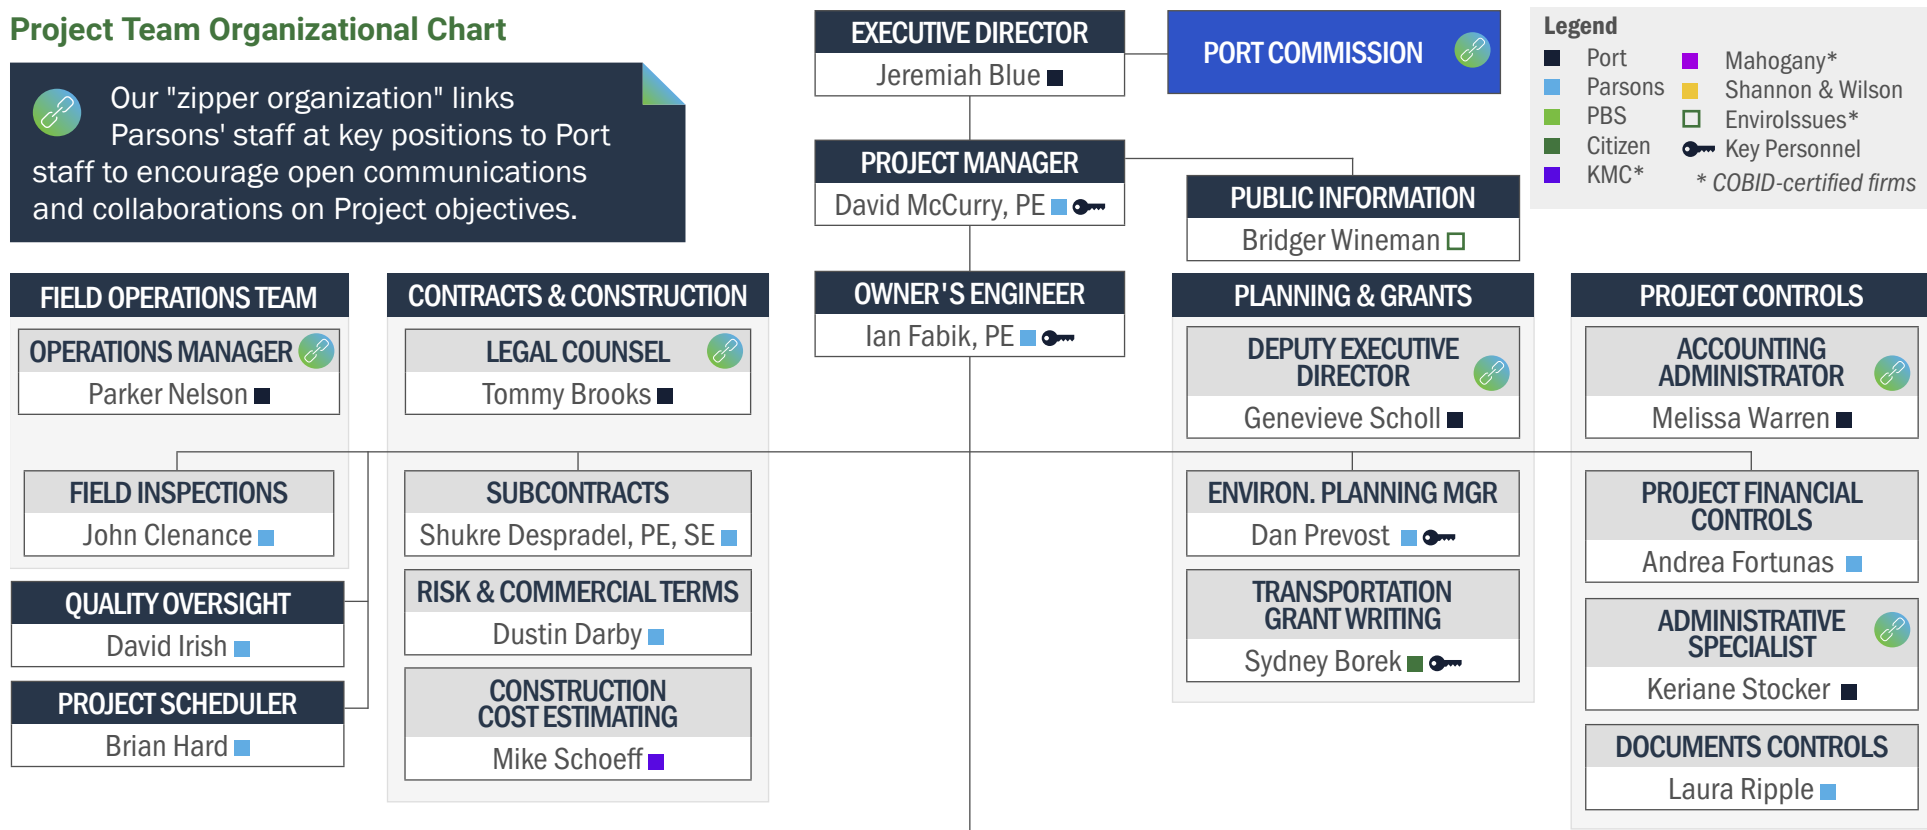 Project Team Organizational Chart
Our "zipper organization" links
Parsons' staff at key positions to Port
staff to encourage open communications
and collaborations on Project objectives.
EXECUTIVE DIRECTOR
Jeremiah Blue
PORT COMMISSION
Legend
Port
Parsons
PBS
Citizen
KMC*
Mahogany*
Shannon & Wilson
EnviroIssues*
Key Personnel
* COBID-certified firms
PROJECT MANAGER
David McCurry, PE
PUBLIC INFORMATION
Bridger Wineman
OWNER'S ENGINEER
Ian Fabik, PE
FIELD OPERATIONS TEAM
OPERATIONS MANAGER
Parker Nelson
FIELD INSPECTIONS
John Clenance
QUALITY OVERSIGHT
David Irish
PROJECT SCHEDULER
Brian Hard
CONTRACTS & CONSTRUCTION
LEGAL COUNSEL
Tommy Brooks
SUBCONTRACTS
Shukre Despradel, PE, SE
RISK & COMMERCIAL TERMS
Dustin Darby
CONSTRUCTION
COST ESTIMATING
Mike Schoeff
PLANNING & GRANTS
DEPUTY EXECUTIVE
DIRECTOR
Genevieve Scholl
ENVIRON. PLANNING MGR
Dan Prevost
TRANSPORTATION
GRANT WRITING
Sydney Borek
PROJECT CONTROLS
ACCOUNTING
ADMINISTRATOR
Melissa Warren
PROJECT FINANCIAL
CONTROLS
Andrea Fortunas
ADMINISTRATIVE
SPECIALIST
Keriane Stocker
DOCUMENTS CONTROLS
Laura Ripple